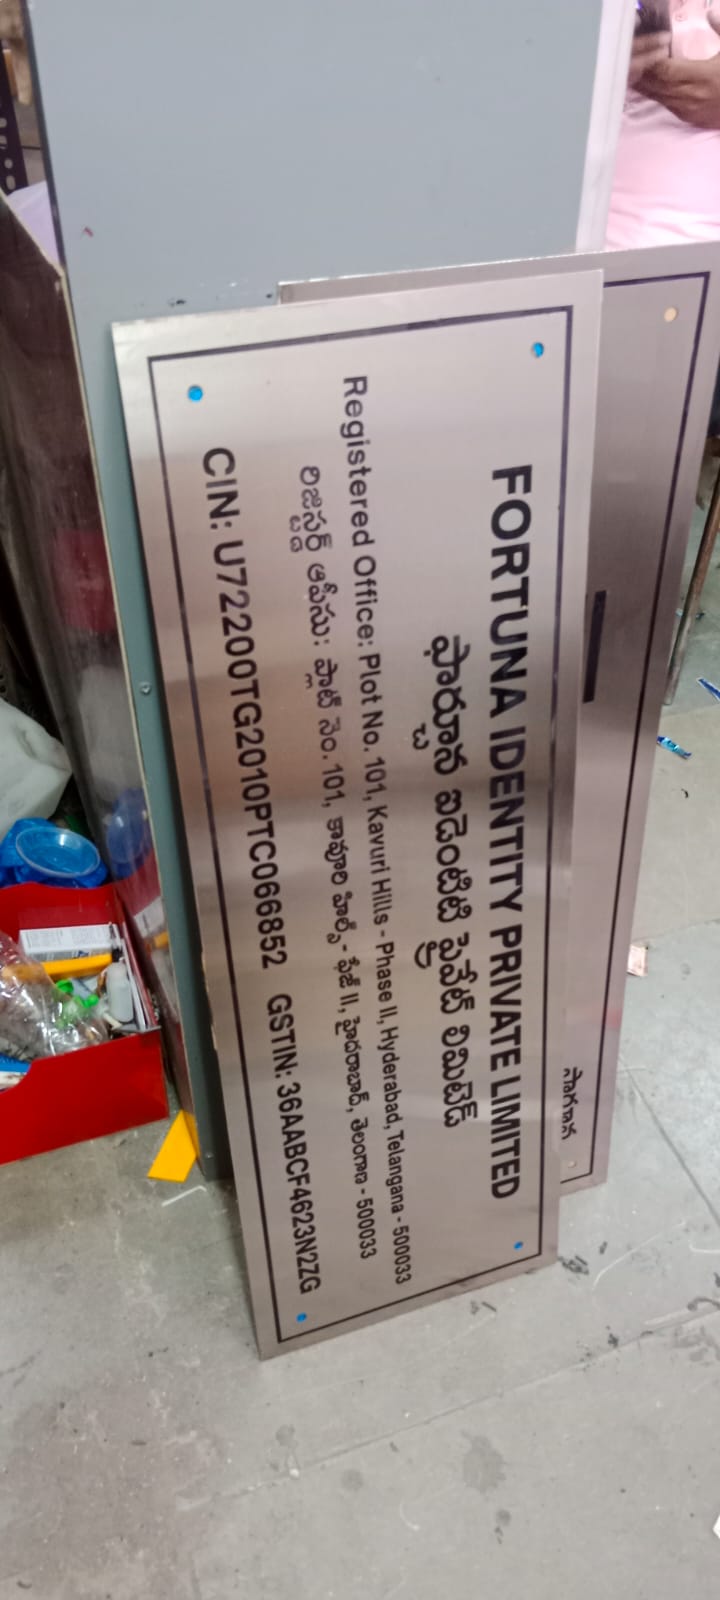 FORTUNA IDENTITY PRIVATE LIMITED
ఫార్చూన ఐడెంటిటి ప్రైవేట్ లిమిటెడ్
Registered Office: Plot No. 101, Kavuri Hills - Phase II, Hyderabad, Telangana - 500033
రిజిస్టర్డ్ ఆఫీసు: ప్లాట్ నెం. 101, కావూరి హిల్స్ - ఫేజ్ II, హైదరాబాద్, తెలంగాణ - 500033
CIN: U72200TG2010PTC066852 GSTIN: 36AABCF4623N2ZG